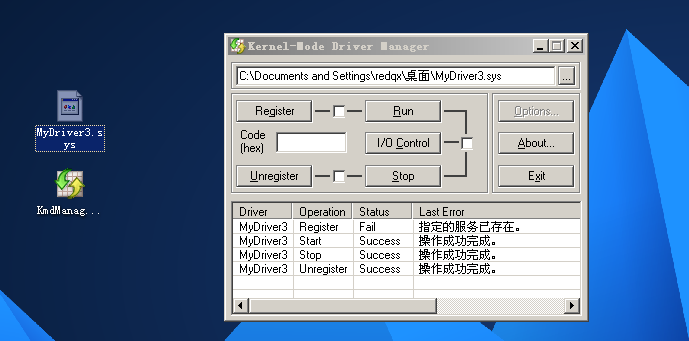 Kernel-Mode Driver Manager
C:\Documents and Settings\redqx\桌面\MyDriver3.sys
...
Register
Run
Options...
Code
(hex)
I/O Control
About...
Unregister
Stop
Exit
Driver Operation Status Last Error
MyDriver3 Register Fail 指定的服务已存在。
MyDriver3 Start Success 操作成功完成。
MyDriver3 Stop Success 操作成功完成。
MyDriver3 Unregister Success 操作成功完成。
MyDriver3.s
ys
KmdManag...